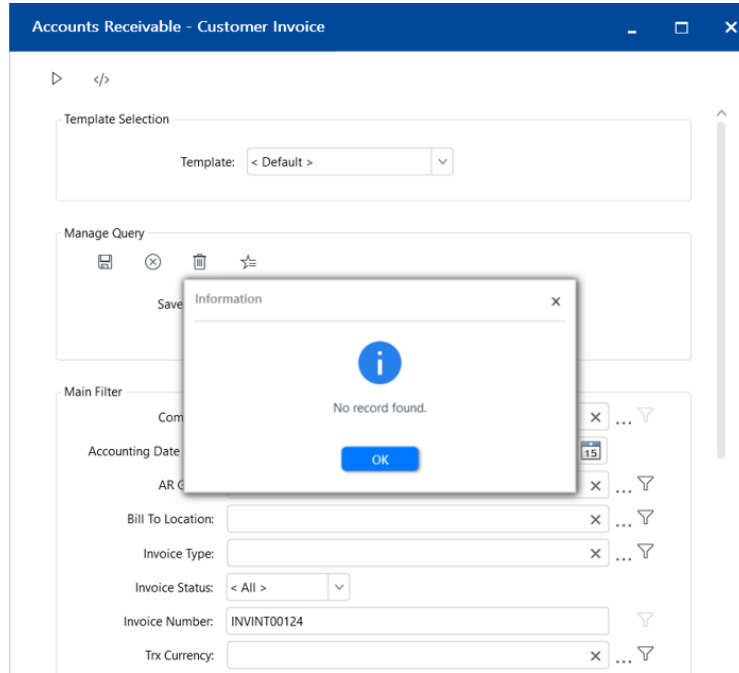 Accounts Receivable - Customer Invoice
Template Selection
Template: < Default >
Manage Query
Save
Information
No record found.
OK
Main Filter
Com
Accounting Date
15
AR
Bill To Location:
Invoice Type:
Invoice Status: < All >
Invoice Number: INVINT00124
Trx Currency: